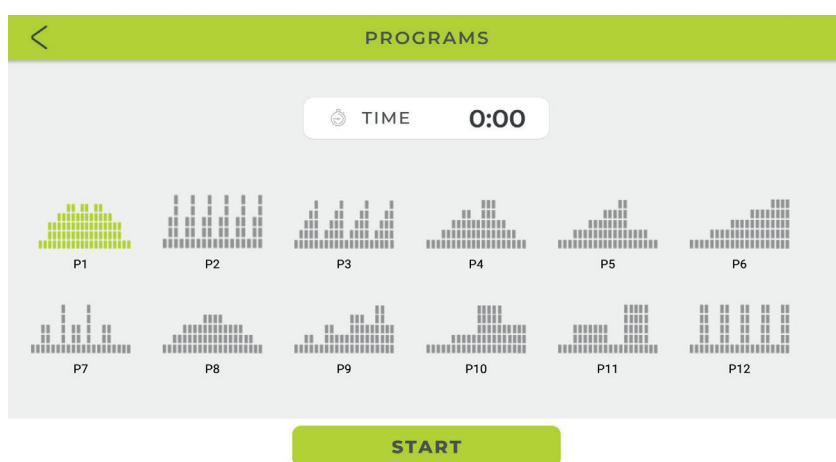 PROGRAMS
TIME 0:00
P1 P2 P3 P4 P5 P6
P7 P8 P9 P10 P11 P12
START